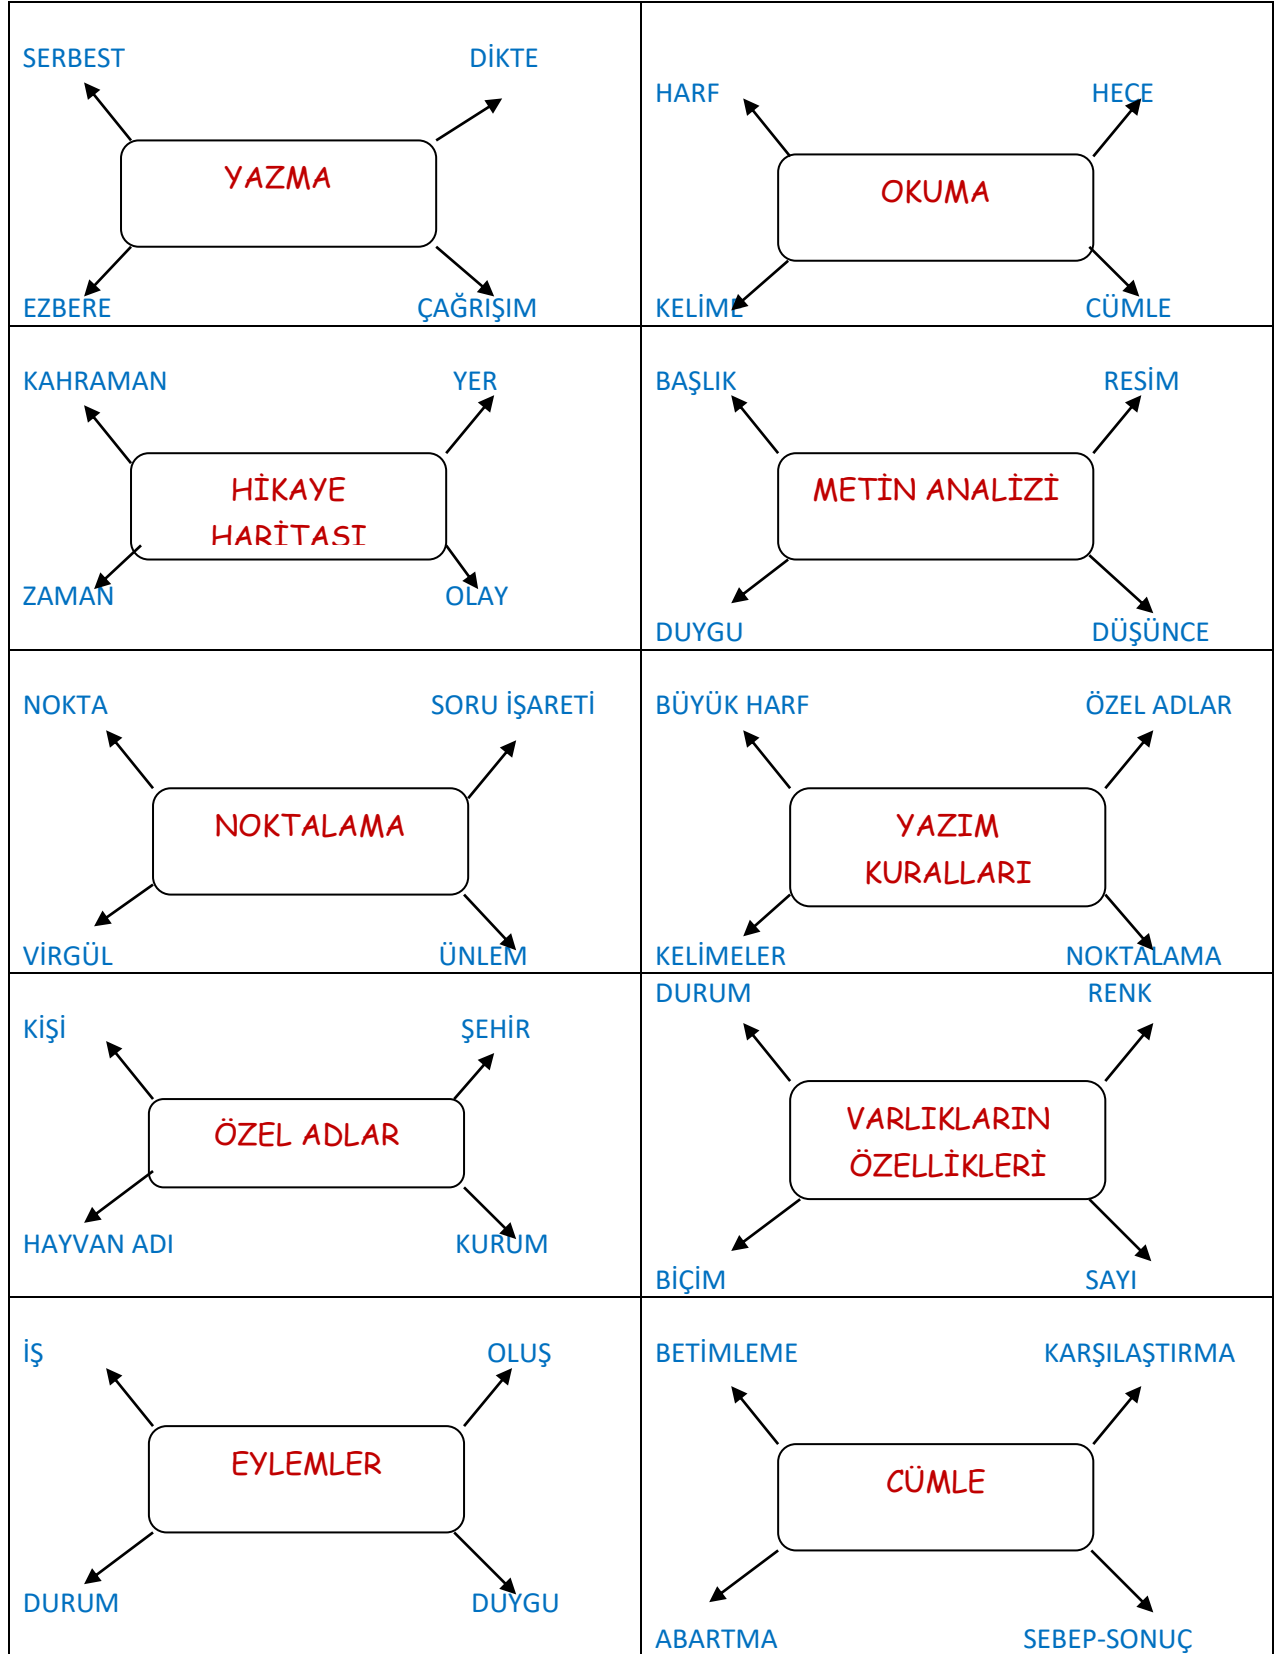 SERBEST DİKTE
YAZMA
EZBERE ÇAĞRIŞIM
HARF HECE
OKUMA
KELİME CÜMLE
KAHRAMAN YER
HİKAYE
HARİTASI
ZAMAN OLAY
BAŞLIK RESİM
METİN ANALİZİ
DUYGU DÜŞÜNCE
NOKTA SORU İŞARETİ
NOKTALAMA
VİRGÜL ÜNLEM
BÜYÜK HARF ÖZEL ADLAR
YAZIM
KURALLARI
KELİMELER NOKTALAMA
KİŞİ ŞEHİR
ÖZEL ADLAR
HAYVAN ADI KURUM
DURUM RENK
VARLIKLARIN
ÖZELLİKLERİ
BİÇİM SAYI
İŞ OLUŞ
EYLEMLER
DURUM DUYGU
BETİMLEME KARŞILAŞTIRMA
CÜMLE
ABARTMA SEBEP-SONUÇ